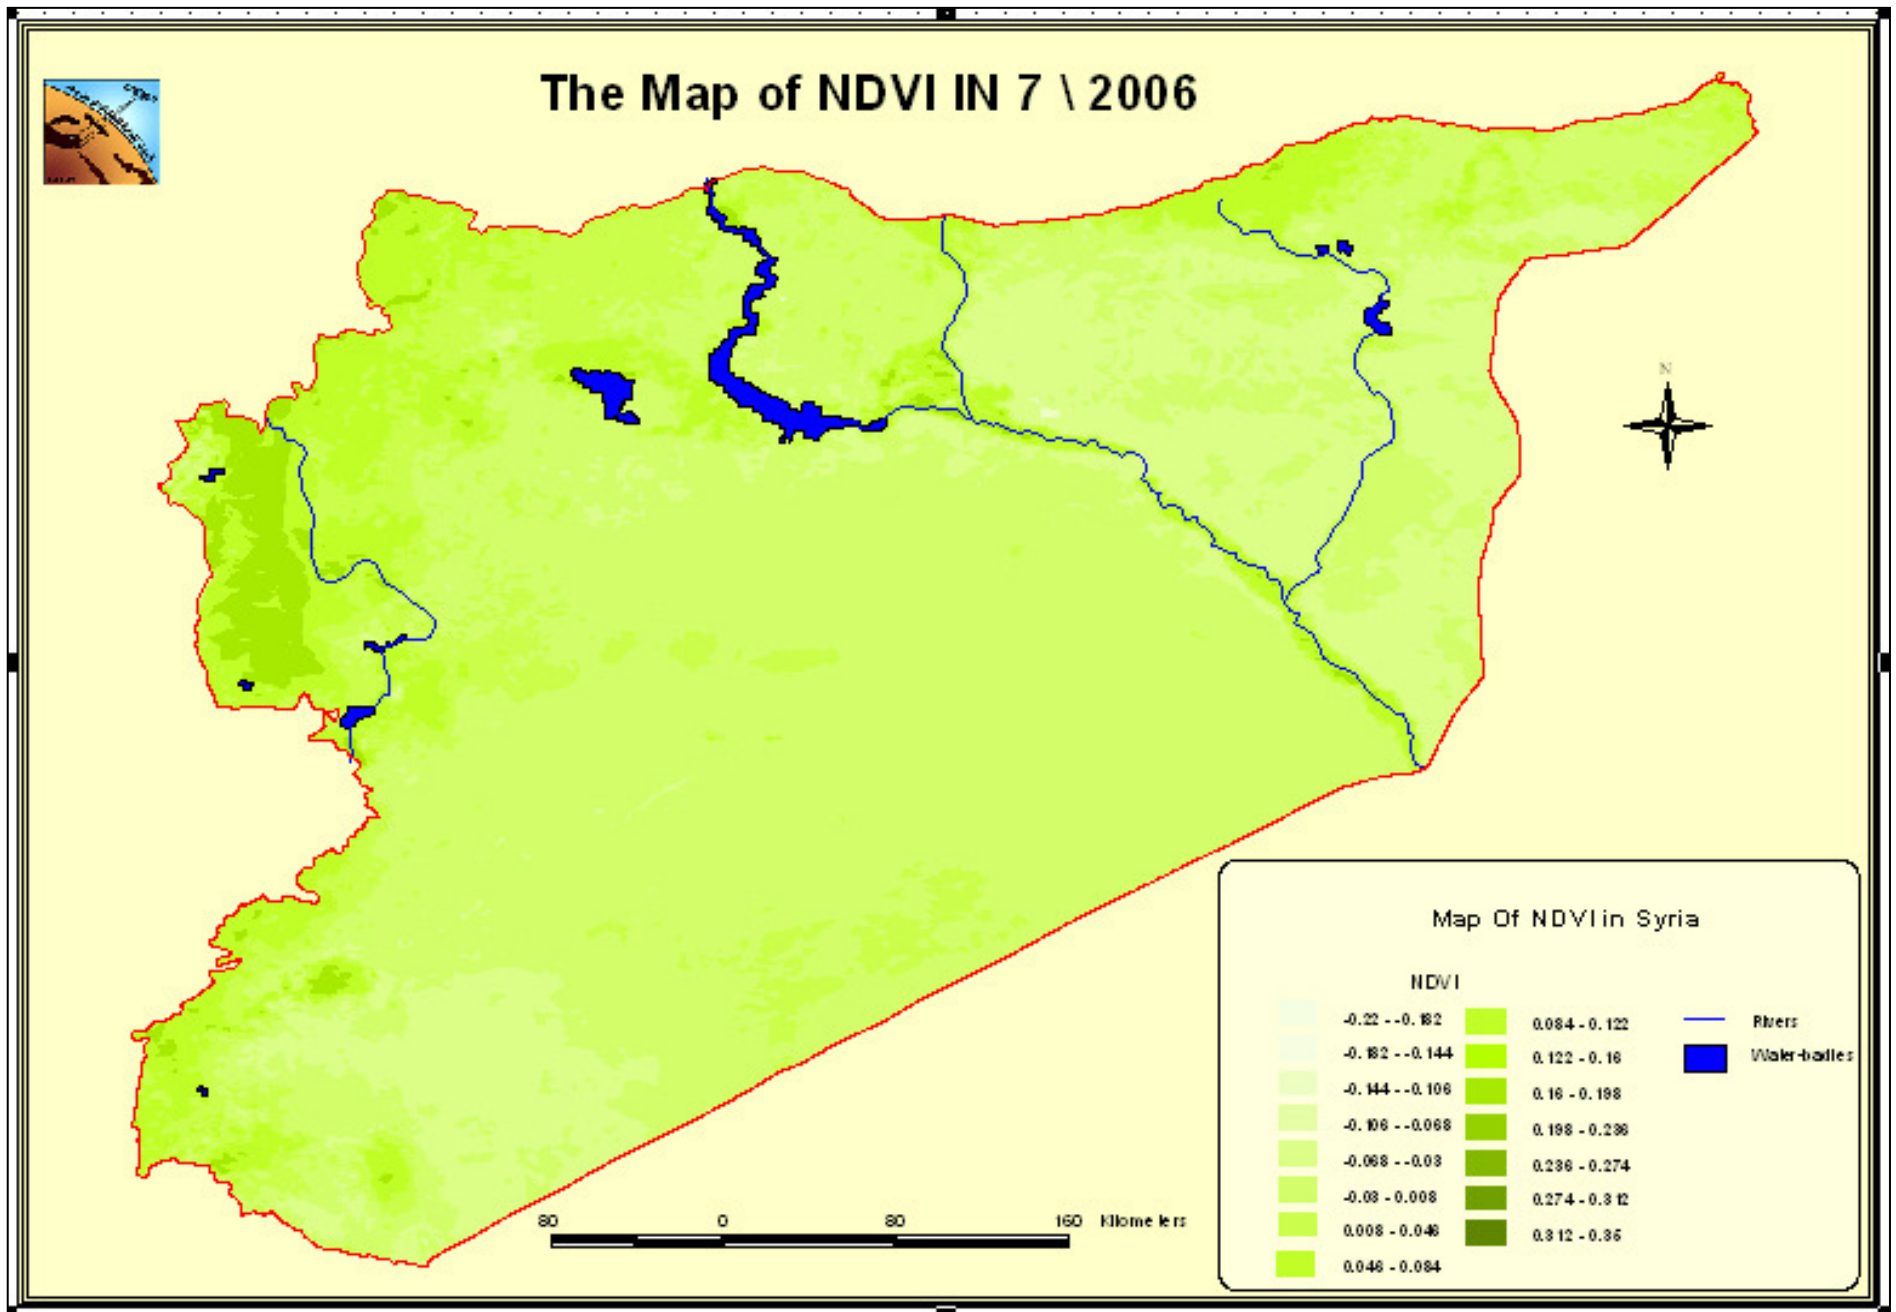 The Map of NDVI IN 7 \ 2006
N
Map Of NDVI in Syria
NDVI
-0.22 - -0.182
-0.182 - -0.144
-0.144 - -0.106
-0.106 - -0.068
-0.068 - -0.03
-0.03 - 0.008
0.008 - 0.046
0.046 - 0.084
0.084 - 0.122
0.122 - 0.16
0.16 - 0.198
0.198 - 0.236
0.236 - 0.274
0.274 - 0.312
0.312 - 0.35
Rivers
Water-badies
80 0 80 160 Kilometers